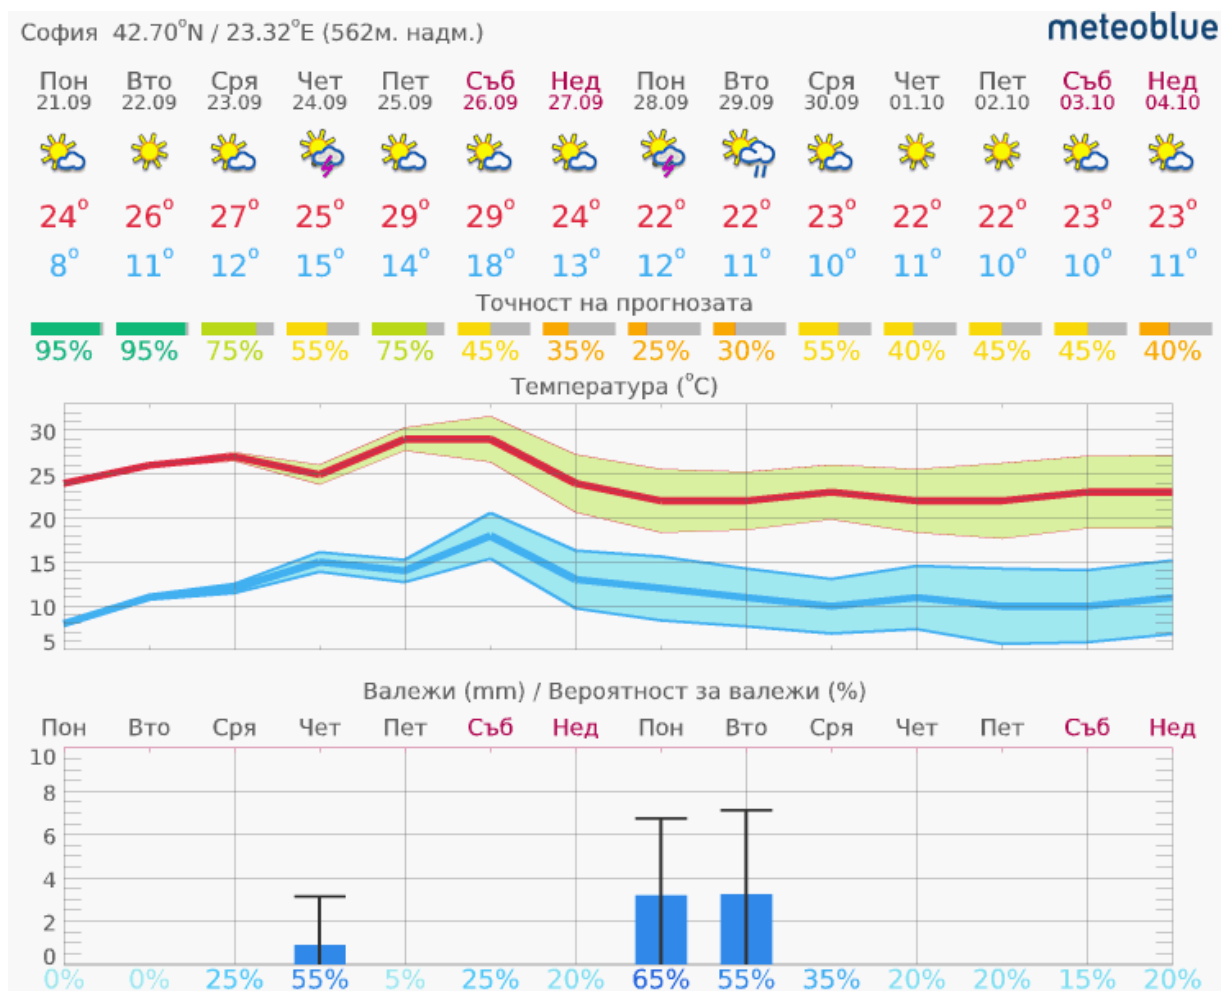 София 42.70°N / 23.32°E (562м. надм.)
meteoblue
Пон Вто Сря Чет Пет Съб Нед Пон Вто Сря Чет Пет Съб Нед
21.09 22.09 23.09 24.09 25.09 26.09 27.09 28.09 29.09 30.09 01.10 02.10 03.10 04.10
24° 26° 27° 25° 29° 29° 24° 22° 22° 23° 22° 22° 23° 23°
8° 11° 12° 15° 14° 18° 13° 12° 11° 10° 11° 10° 10° 11°
Точност на прогнозата
95% 95% 75% 55% 75% 45% 35% 25% 30% 55% 40% 45% 45% 40%
Температура (°C)
30
25
20
15
10
5
Валежи (mm) / Вероятност за валежи (%)
Пон Вто Сря Чет Пет Съб Нед Пон Вто Сря Чет Пет Съб Нед
10
8
6
4
2
0
0% 0% 25% 55% 5% 25% 20% 65% 55% 35% 20% 20% 15% 20%